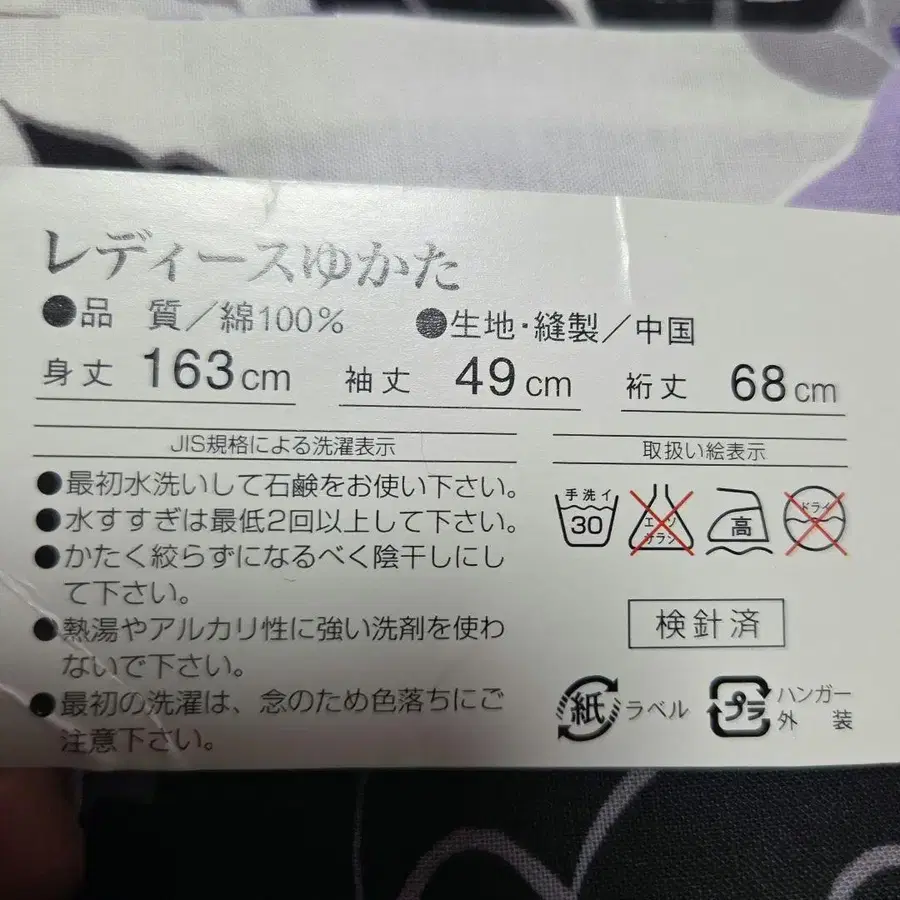 レディースゆかた
●品 質／綿100％ ●生地・縫製／中国
身丈 163cm 袖丈 49cm 裄丈 68cm
JIS規格による洗濯表示
●最初水洗いして石鹸をお使い下さい。
●水すすぎは最低2回以上して下さい。
●かたく絞らずになるべく陰干しにし
て下さい。
●熱湯やアルカリ性に強い洗剤を使わ
ないで下さい。
●最初の洗濯は、念のため色落ちにご
注意下さい。
取扱い絵表示
手洗イ
30
エンソ
サラシ
高
ドライ
検針済
紙 ラベル
プラ ハンガー
外 装